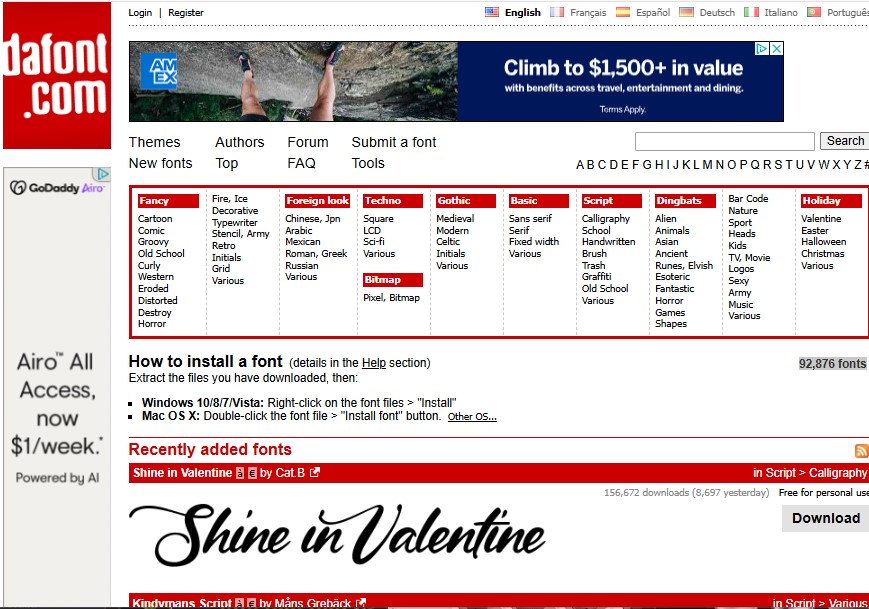 Login | Register
English Français Español Deutsch Italiano Portuguê
dafont
.com
AM
EX
Climb to $1,500+ in value
with benefits across travel, entertainment and dining.
Terms Apply.
Themes Authors Forum Submit a font
Search
New fonts Top FAQ Tools
A B C D E F G H I J K L M N O P Q R S T U V W X Y Z #
GoDaddy Airo™
Airo™ All
Access,
now
$1/week.*
Powered by AI
Fancy
Cartoon
Comic
Groovy
Old School
Curly
Western
Eroded
Distorted
Destroy
Horror
Fire, Ice
Decorative
Typewriter
Stencil, Army
Retro
Initials
Grid
Various
Foreign look
Chinese, Jpn
Arabic
Mexican
Roman, Greek
Russian
Various
Techno
Square
LCD
Sci-fi
Various
Bitmap
Pixel, Bitmap
Gothic
Medieval
Modern
Celtic
Initials
Various
Basic
Sans serif
Serif
Fixed width
Various
Script
Calligraphy
School
Handwritten
Brush
Trash
Graffiti
Old School
Various
Dingbats
Alien
Animals
Asian
Ancient
Runes, Elvish
Esoteric
Fantastic
Horror
Games
Shapes
Bar Code
Nature
Sport
Heads
Kids
TV, Movie
Logos
Sexy
Army
Music
Various
Holiday
Valentine
Easter
Halloween
Christmas
Various
How to install a font (details in the Help section)
92,876 fonts
Extract the files you have downloaded, then:
Windows 10/8/7/Vista: Right-click on the font files > "Install"
Mac OS X: Double-click the font file > "Install font" button. Other OS...
Recently added fonts
Shine in Valentine à € by Cat.B in Script > Calligraphy
156,672 downloads (8,697 yesterday) Free for personal use
Download
Shine in Valentine
Kindymans Script à € by Måns Grebäck in Script > Various